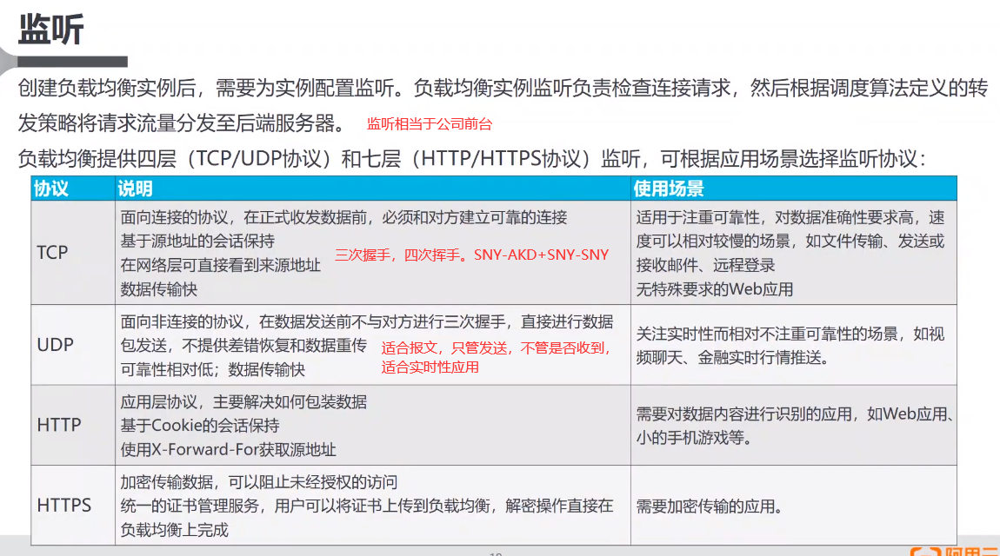 监听
创建负载均衡实例后，需要为实例配置监听。负载均衡实例监听负责检查连接请求，然后根据调度算法定义的转
发策略将请求流量分发至后端服务器。 监听相当于公司前台
负载均衡提供四层（TCP/UDP协议）和七层（HTTP/HTTPS协议）监听，可根据应用场景选择监听协议：
协议 说明 使用场景
TCP
面向连接的协议，在正式收发数据前，必须和对方建立可靠的连接
基于源地址的会话保持
在网络层可直接看到来源地址
数据传输快
三次握手，四次挥手。SNY-AKD+SNY-SNY
适用于注重可靠性，对数据准确性要求高，速
度可以相对较慢的场景，如文件传输、发送或
接收邮件、远程登录
无特殊要求的Web应用
UDP
面向非连接的协议，在数据发送前不与对方进行三次握手，直接进行数据
包发送，不提供差错恢复和数据重传
可靠性相对低；数据传输快
适合报文，只管发送，不管是否收到，
适合实时性应用
关注实时性而相对不注重可靠性的场景，如视
频聊天、金融实时行情推送。
HTTP
应用层协议，主要解决如何包装数据
基于Cookie的会话保持
使用X-Forward-For获取源地址
需要对数据内容进行识别的应用，如Web应用、
小的手机游戏等。
HTTPS
加密传输数据，可以阻止未经授权的访问
统一的证书管理服务，用户可以将证书上传到负载均衡，解密操作直接在
负载均衡上完成
需要加密传输的应用。